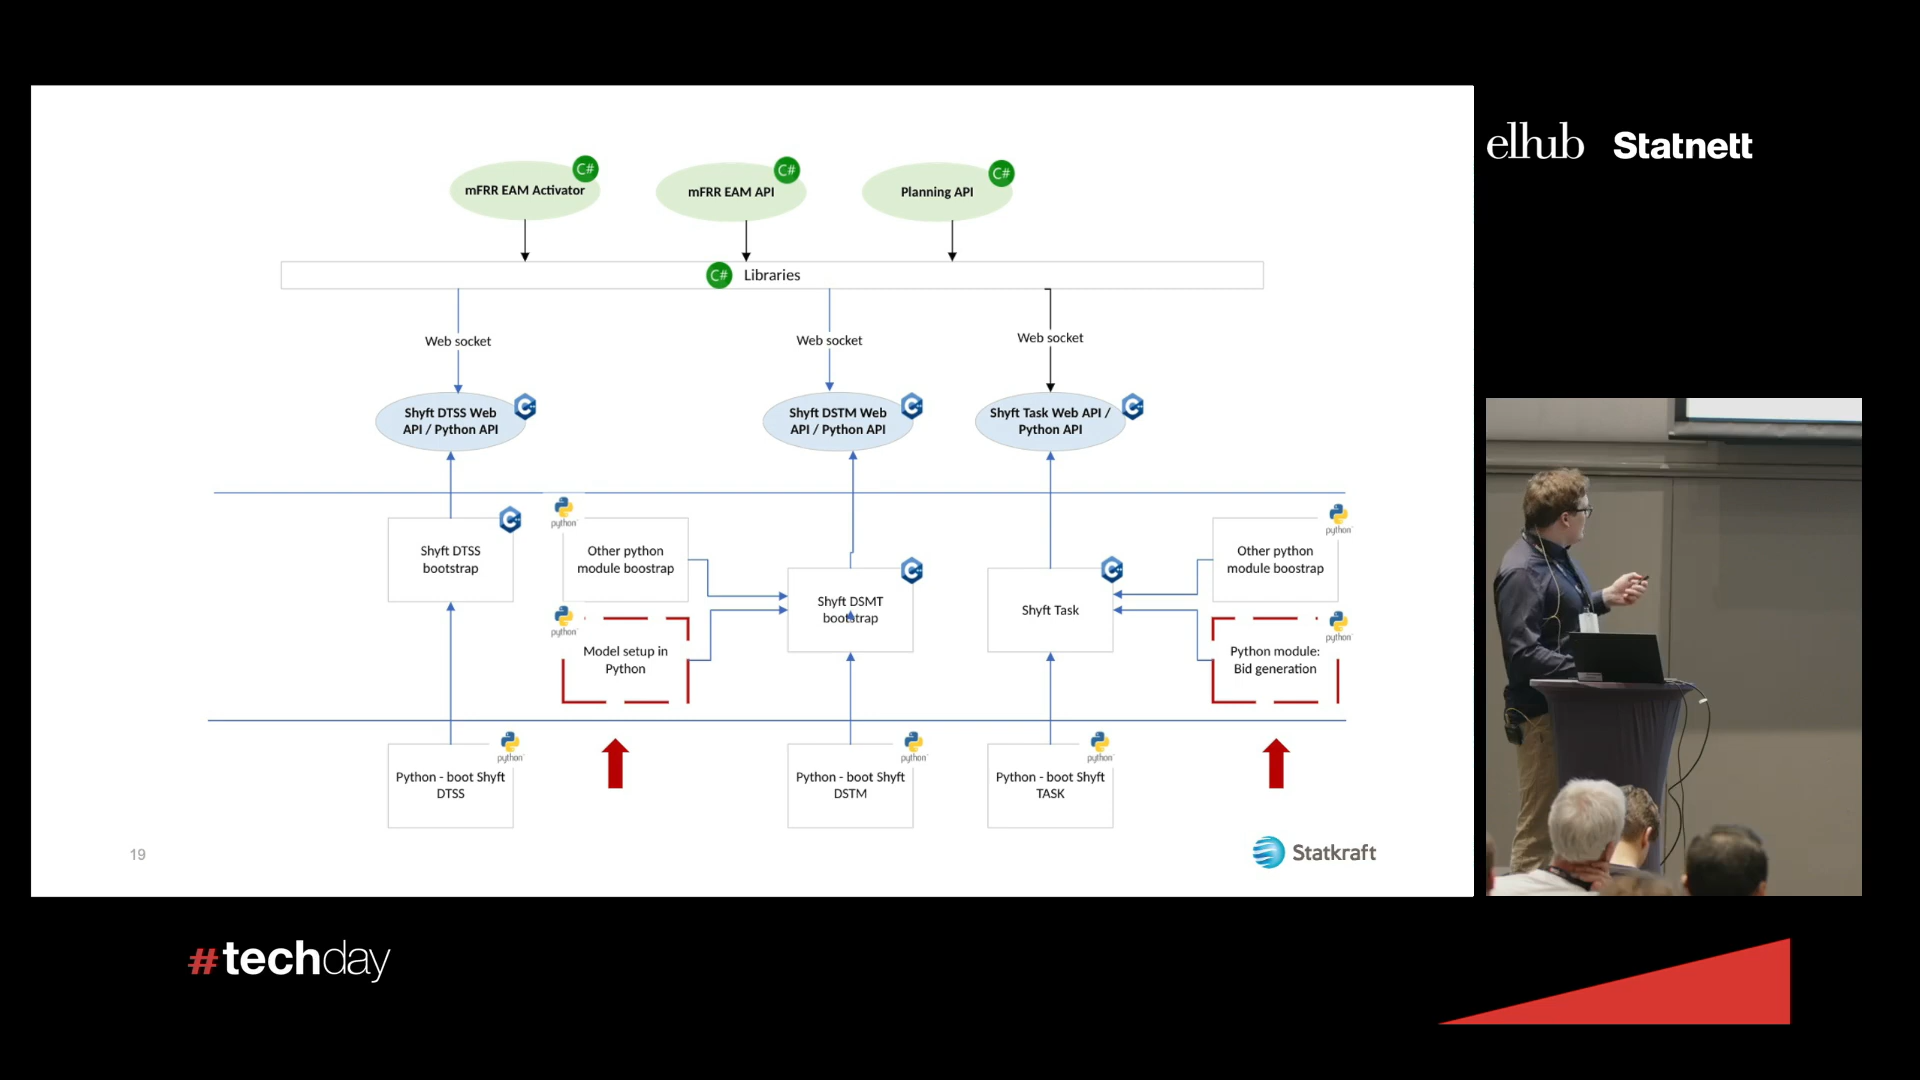 elhub Statnett
C#
mFRR EAM Activator
C#
mFRR EAM API
C#
Planning API
C# Libraries
Web socket
Web socket
Web socket
Shyft DTSS Web
API / Python API
Shyft DSTM Web
API / Python API
Shyft Task Web API /
Python API
Shyft DTSS
bootstrap
python
Other python
module boostrap
python
Model setup in
Python
Shyft DSMT
bootstrap
Shyft Task
python
Other python
module boostrap
python
Python module:
Bid generation
python
Python - boot Shyft
DTSS
python
Python - boot Shyft
DSTM
python
Python - boot Shyft
TASK
19
Statkraft
#techday